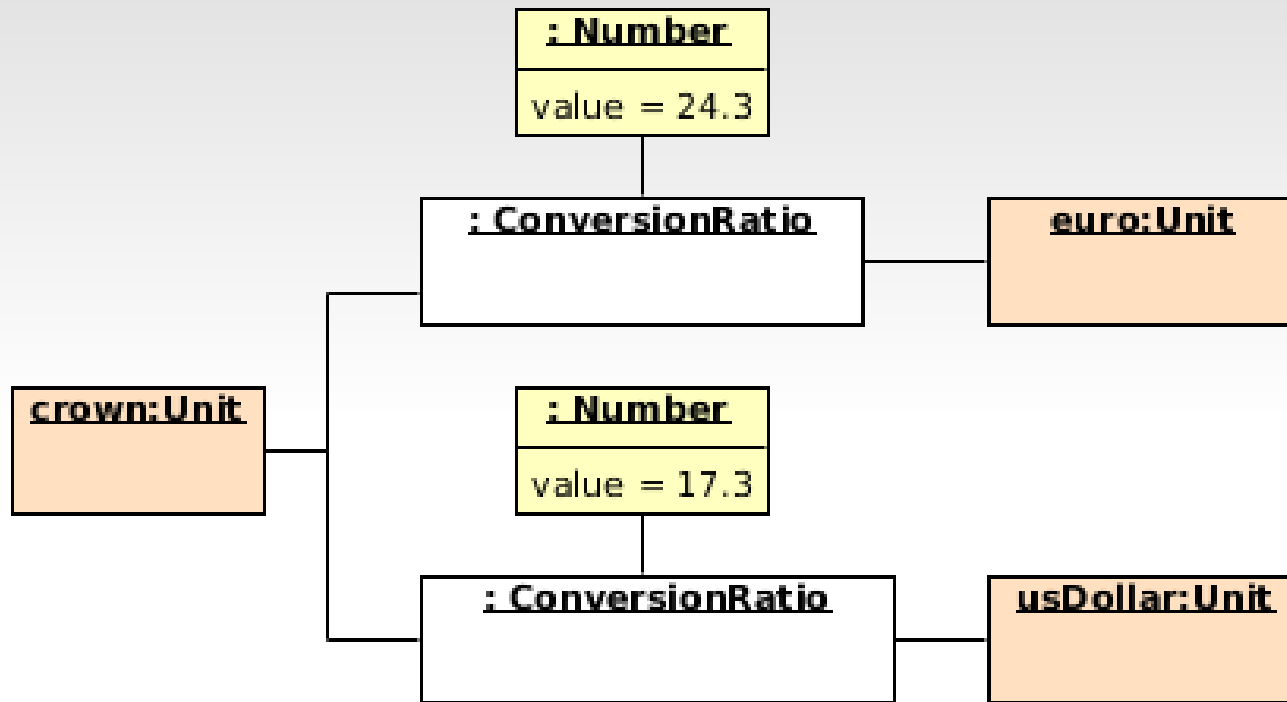 : Number
value = 24.3
: ConversionRatio
euro:Unit
crown:Unit
: Number
value = 17.3
: ConversionRatio
usDollar:Unit